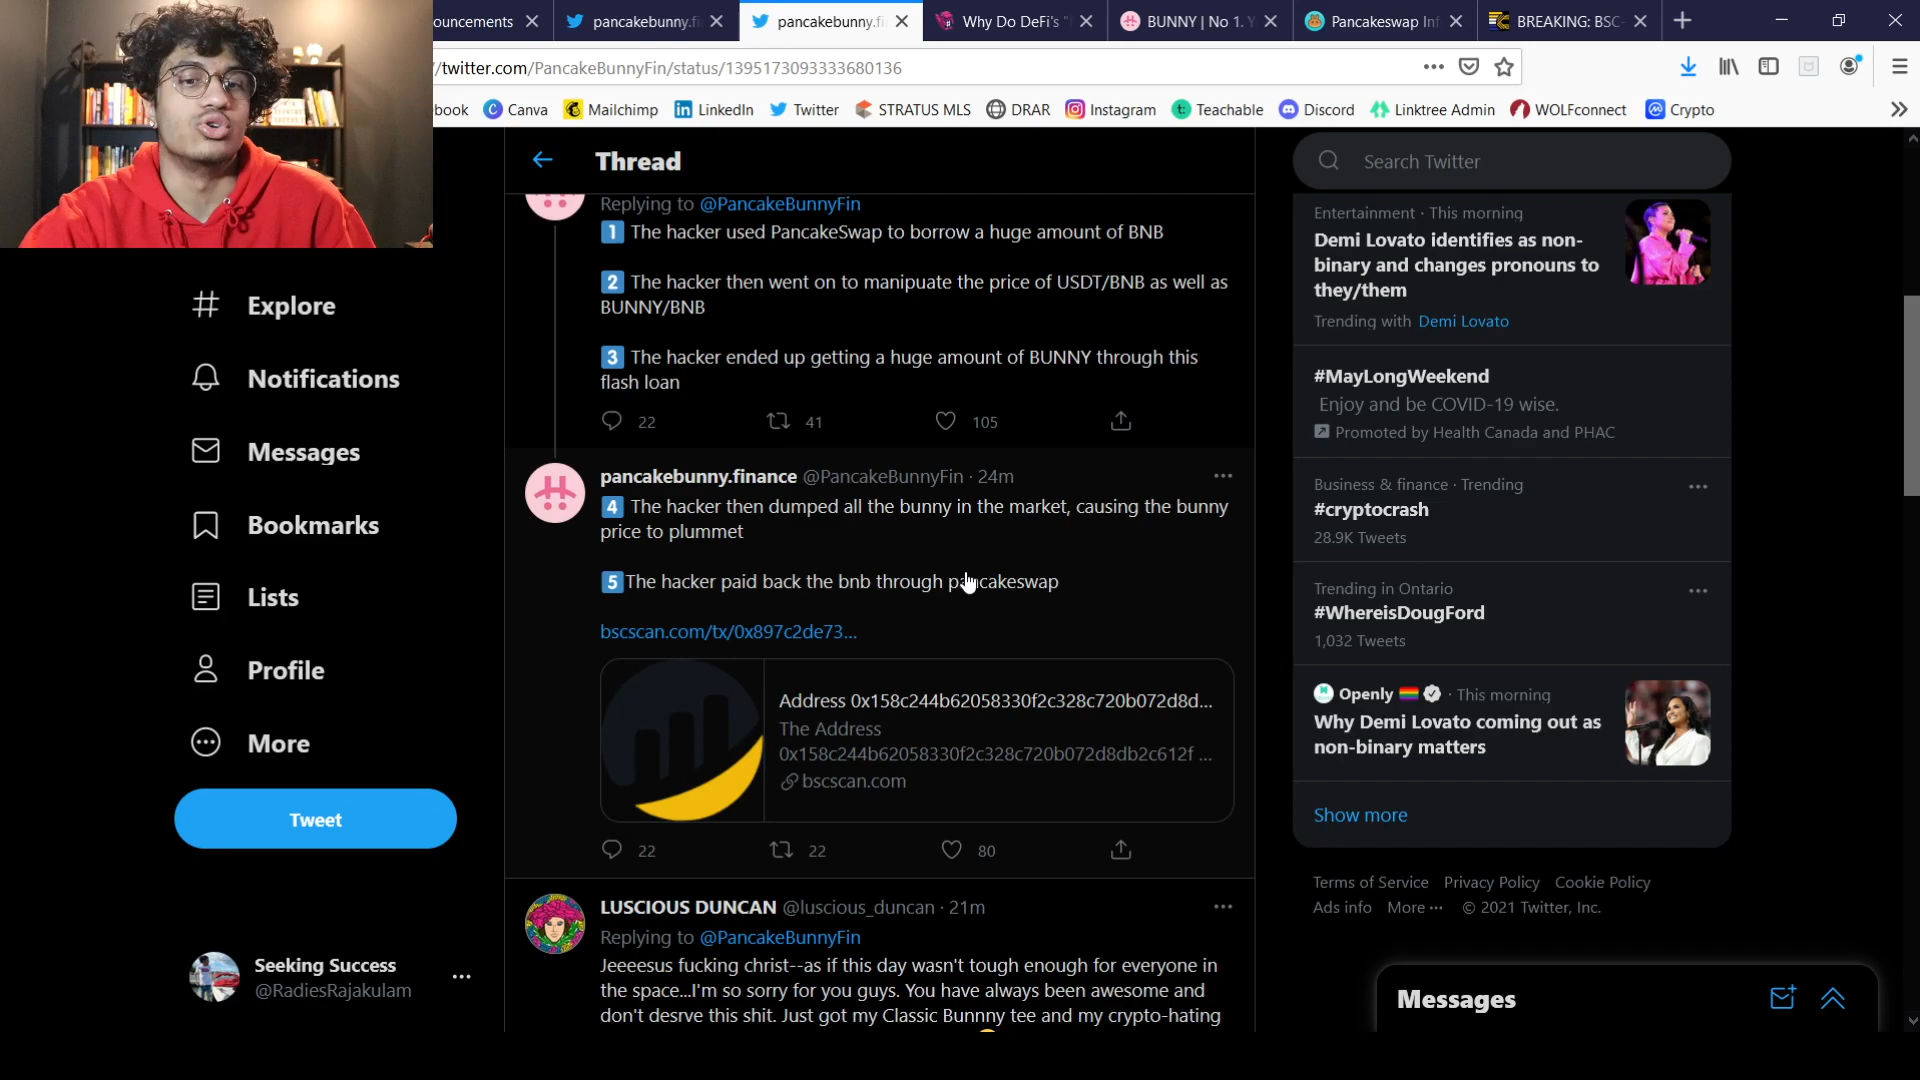 ouncements
pancakebunny.fi
pancakebunny.fi
Why Do DeFi's "
BUNNY | No 1. Y
Pancakeswap Inf
BREAKING: BSC-
/twitter.com/PancakeBunnyFin/status/1395173093333680136
book
Canva
Mailchimp
LinkedIn
Twitter
STRATUS MLS
DRAR
Instagram
Teachable
Discord
Linktree Admin
WOLFconnect
Crypto
Explore
Notifications
Messages
Bookmarks
Lists
Profile
More
Tweet
Seeking Success
@RadiesRajakulam
Thread
Replying to @PancakeBunnyFin
1 The hacker used PancakeSwap to borrow a huge amount of BNB
2 The hacker then went on to manipuate the price of USDT/BNB as well as
BUNNY/BNB
3 The hacker ended up getting a huge amount of BUNNY through this
flash loan
22 41 105
pancakebunny.finance @PancakeBunnyFin · 24m
4 The hacker then dumped all the bunny in the market, causing the bunny
price to plummet
5 The hacker paid back the bnb through pancakeswap
bscscan.com/tx/0x897c2de73...
Address 0x158c244b62058330f2c328c720b072d8d...
The Address
0x158c244b62058330f2c328c720b072d8db2c612f ...
bscscan.com
22 22 80
LUSCIOUS DUNCAN @luscious_duncan · 21m
Replying to @PancakeBunnyFin
Jeeeesus fucking christ--as if this day wasn't tough enough for everyone in
the space...I'm so sorry for you guys. You have always been awesome and
don't desrve this shit. Just got my Classic Bunnny tee and my crypto-hating
Search Twitter
Entertainment · This morning
Demi Lovato identifies as non-
binary and changes pronouns to
they/them
Trending with Demi Lovato
#MayLongWeekend
Enjoy and be COVID-19 wise.
Promoted by Health Canada and PHAC
Business & finance · Trending
#cryptocrash
28.9K Tweets
Trending in Ontario
#WhereisDougFord
1,032 Tweets
Openly · This morning
Why Demi Lovato coming out as
non-binary matters
Show more
Terms of Service Privacy Policy Cookie Policy
Ads info More ··· © 2021 Twitter, Inc.
Messages